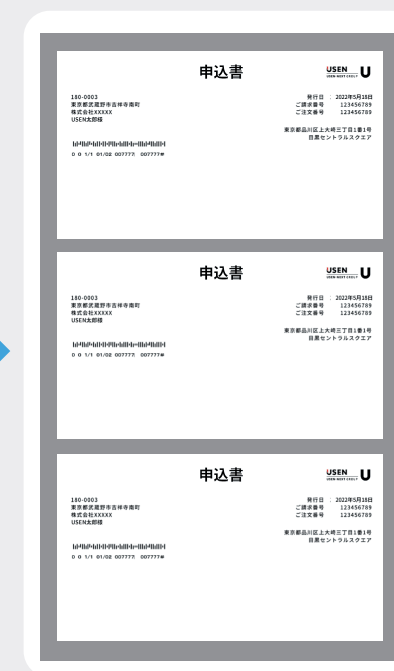 申込書
USEN
USEN-NEXT GROUP
U
180-0003
東京都武蔵野市吉祥寺南町
株式会社XXXXX
USEN太郎様
発行日 : 2022年5月18日
ご請求番号 123456789
ご注文番号 123456789
東京都品川区上大崎三丁目1番1号
目黒セントラルスクエア
D 0 1/1 01/02 007777: 007777#
申込書
USEN
USEN-NEXT GROUP
U
180-0003
東京都武蔵野市吉祥寺南町
株式会社XXXXX
USEN太郎様
発行日 : 2022年5月18日
ご請求番号 123456789
ご注文番号 123456789
東京都品川区上大崎三丁目1番1号
目黒セントラルスクエア
D 0 1/1 01/02 007777: 007777#
申込書
USEN
USEN-NEXT GROUP
U
180-0003
東京都武蔵野市吉祥寺南町
株式会社XXXXX
USEN太郎様
発行日 : 2022年5月18日
ご請求番号 123456789
ご注文番号 123456789
東京都品川区上大崎三丁目1番1号
目黒セントラルスクエア
D 0 1/1 01/02 007777: 007777#